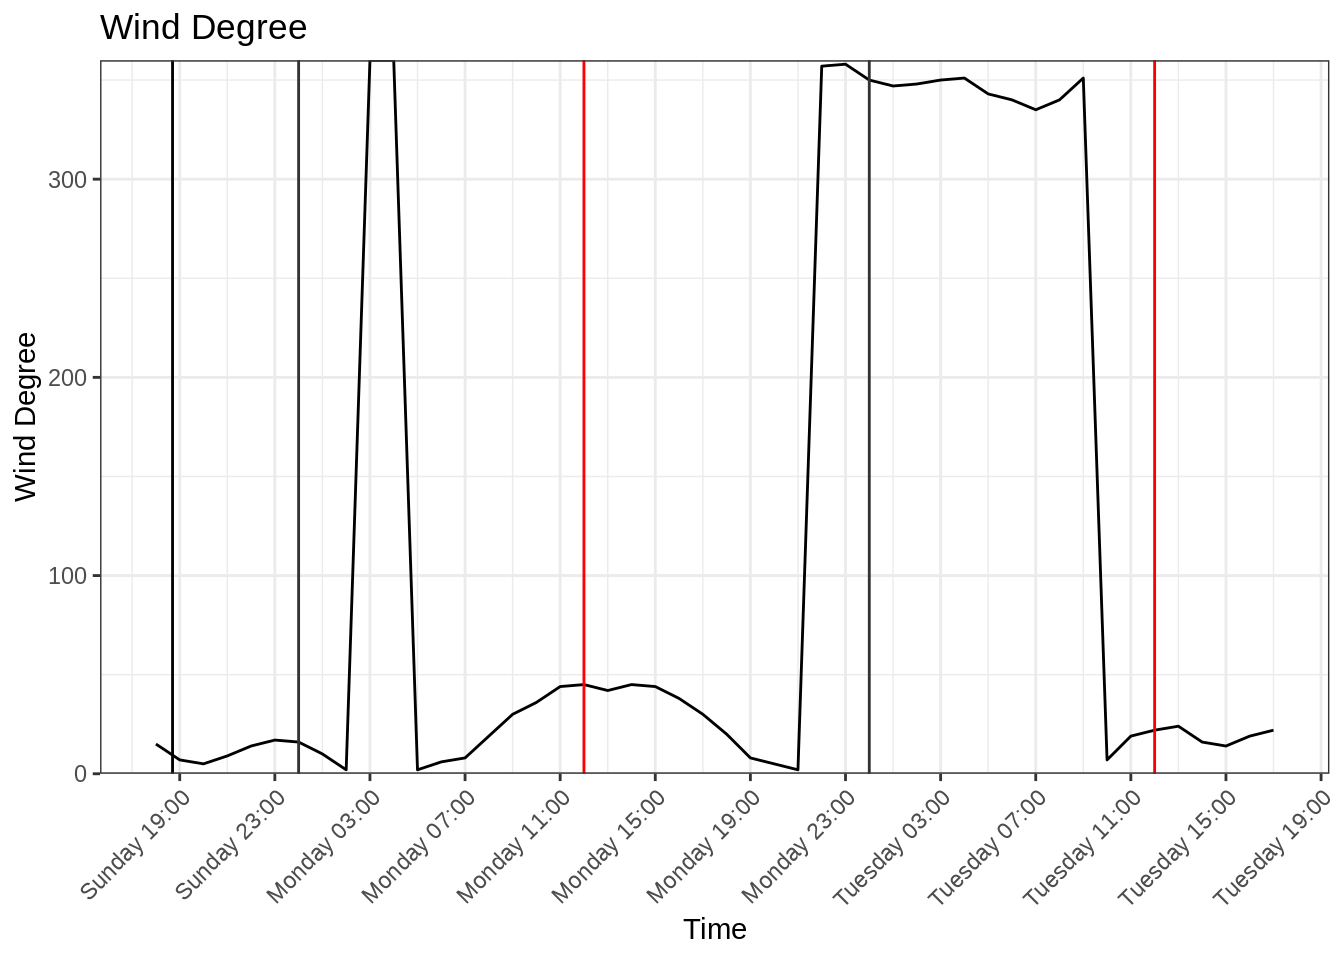 Wind Degree
Wind Degree
300
200
100
0
Sunday 19:00
Sunday 23:00
Monday 03:00
Monday 07:00
Monday 11:00
Monday 15:00
Monday 19:00
Monday 23:00
Tuesday 03:00
Tuesday 07:00
Tuesday 11:00
Tuesday 15:00
Tuesday 19:00
Time